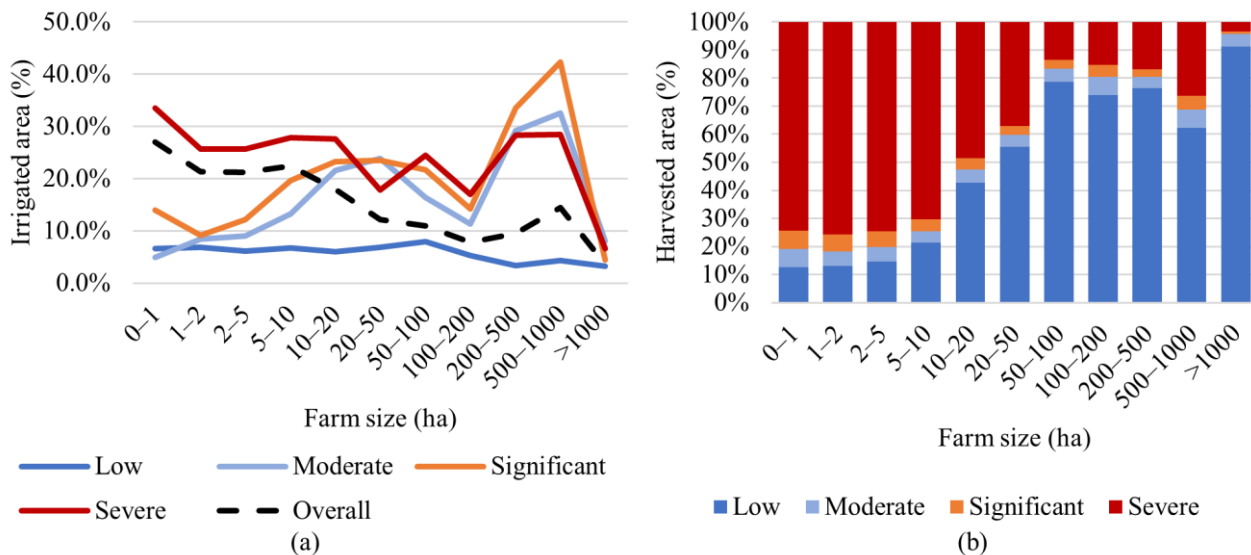 Irrigated area (%)
50.0%
40.0%
30.0%
20.0%
10.0%
0.0%
0–1
1–2
2–5
5–10
10–20
20–50
50–100
100–200
200–500
500–1000
>1000
Farm size (ha)
Low
Moderate
Significant
Severe
Overall
(a)
Harvested area (%)
100%
90%
80%
70%
60%
50%
40%
30%
20%
10%
0%
0–1
1–2
2–5
5–10
10–20
20–50
50–100
100–200
200–500
500–1000
>1000
Farm size (ha)
Low
Moderate
Significant
Severe
(b)